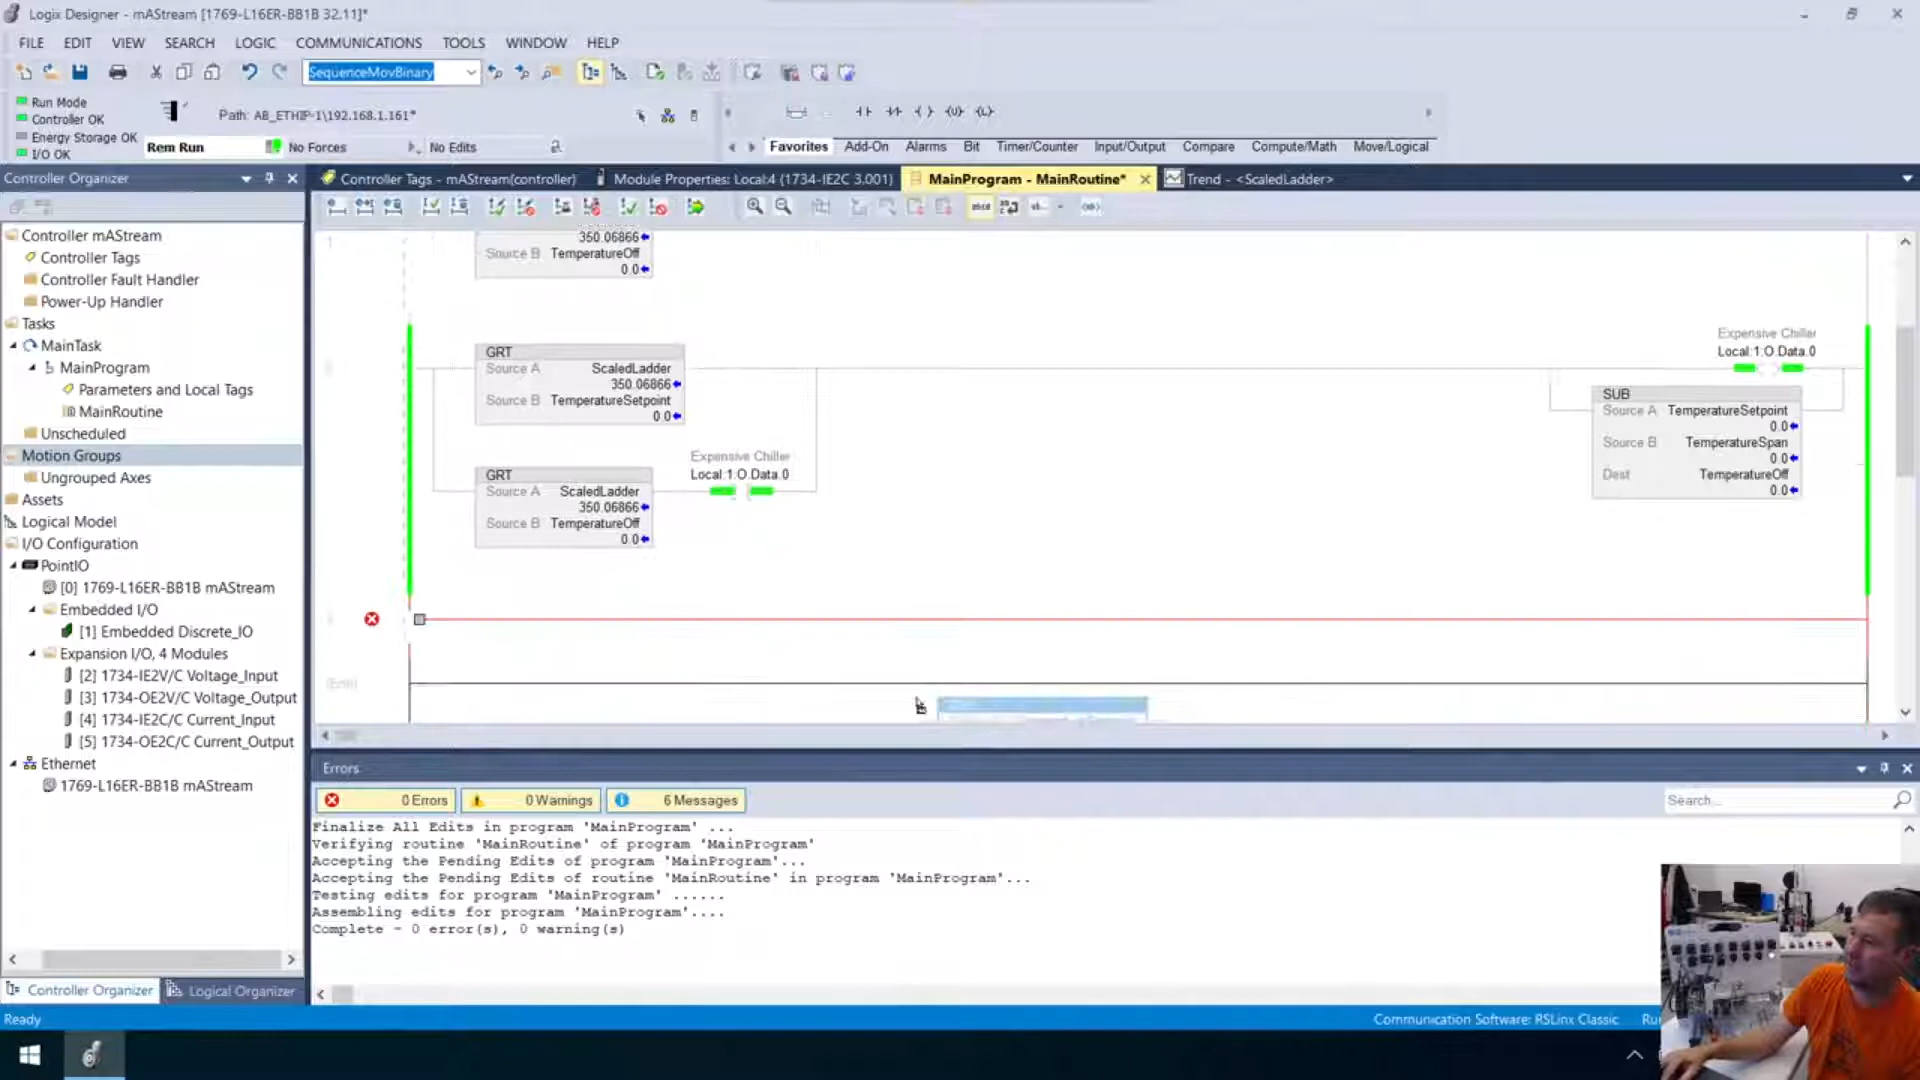 Logix Designer - mAStream [1769-L16ER-BB1B 32.11]*
FILE EDIT VIEW SEARCH LOGIC COMMUNICATIONS TOOLS WINDOW HELP
SequenceMovBinary
Run Mode
Controller OK
Energy Storage OK
I/O OK
Path: AB_ETHIP-1\192.168.1.161*
Rem Run
No Forces
No Edits
Favorites Add-On Alarms Bit Timer/Counter Input/Output Compare Compute/Math Move/Logical
Controller Organizer
Controller Tags - mAStream(controller)
Module Properties: Local:4 (1734-IE2C 3.001)
MainProgram - MainRoutine*
Trend - <ScaledLadder>
Controller mAStream
Controller Tags
Controller Fault Handler
Power-Up Handler
Tasks
MainTask
MainProgram
Parameters and Local Tags
MainRoutine
Unscheduled
Motion Groups
Ungrouped Axes
Assets
Logical Model
I/O Configuration
PointIO
[0] 1769-L16ER-BB1B mAStream
Embedded I/O
[1] Embedded Discrete_IO
Expansion I/O, 4 Modules
[2] 1734-IE2V/C Voltage_Input
[3] 1734-OE2V/C Voltage_Output
[4] 1734-IE2C/C Current_Input
[5] 1734-OE2C/C Current_Output
Ethernet
1769-L16ER-BB1B mAStream
Controller Organizer
Logical Organizer
350.06866
Source B TemperatureOff
0.0
GRT
Source A ScaledLadder
350.06866
Source B TemperatureSetpoint
0.0
GRT
Source A ScaledLadder
350.06866
Source B TemperatureOff
0.0
Expensive Chiller
Local:1:O.Data.0
Expensive Chiller
Local:1:O.Data.0
SUB
Source A TemperatureSetpoint
0.0
Source B TemperatureSpan
0.0
Dest TemperatureOff
0.0
(End)
Errors
0 Errors
0 Warnings
6 Messages
Search...
Finalize All Edits in program 'MainProgram' ...
Verifying routine 'MainRoutine' of program 'MainProgram'
Accepting the Pending Edits of program 'MainProgram'...
Accepting the Pending Edits of routine 'MainRoutine' in program 'MainProgram'...
Testing edits for program 'MainProgram' ......
Assembling edits for program 'MainProgram'....
Complete - 0 error(s), 0 warning(s)
Ready
Communication Software: RSLinx Classic